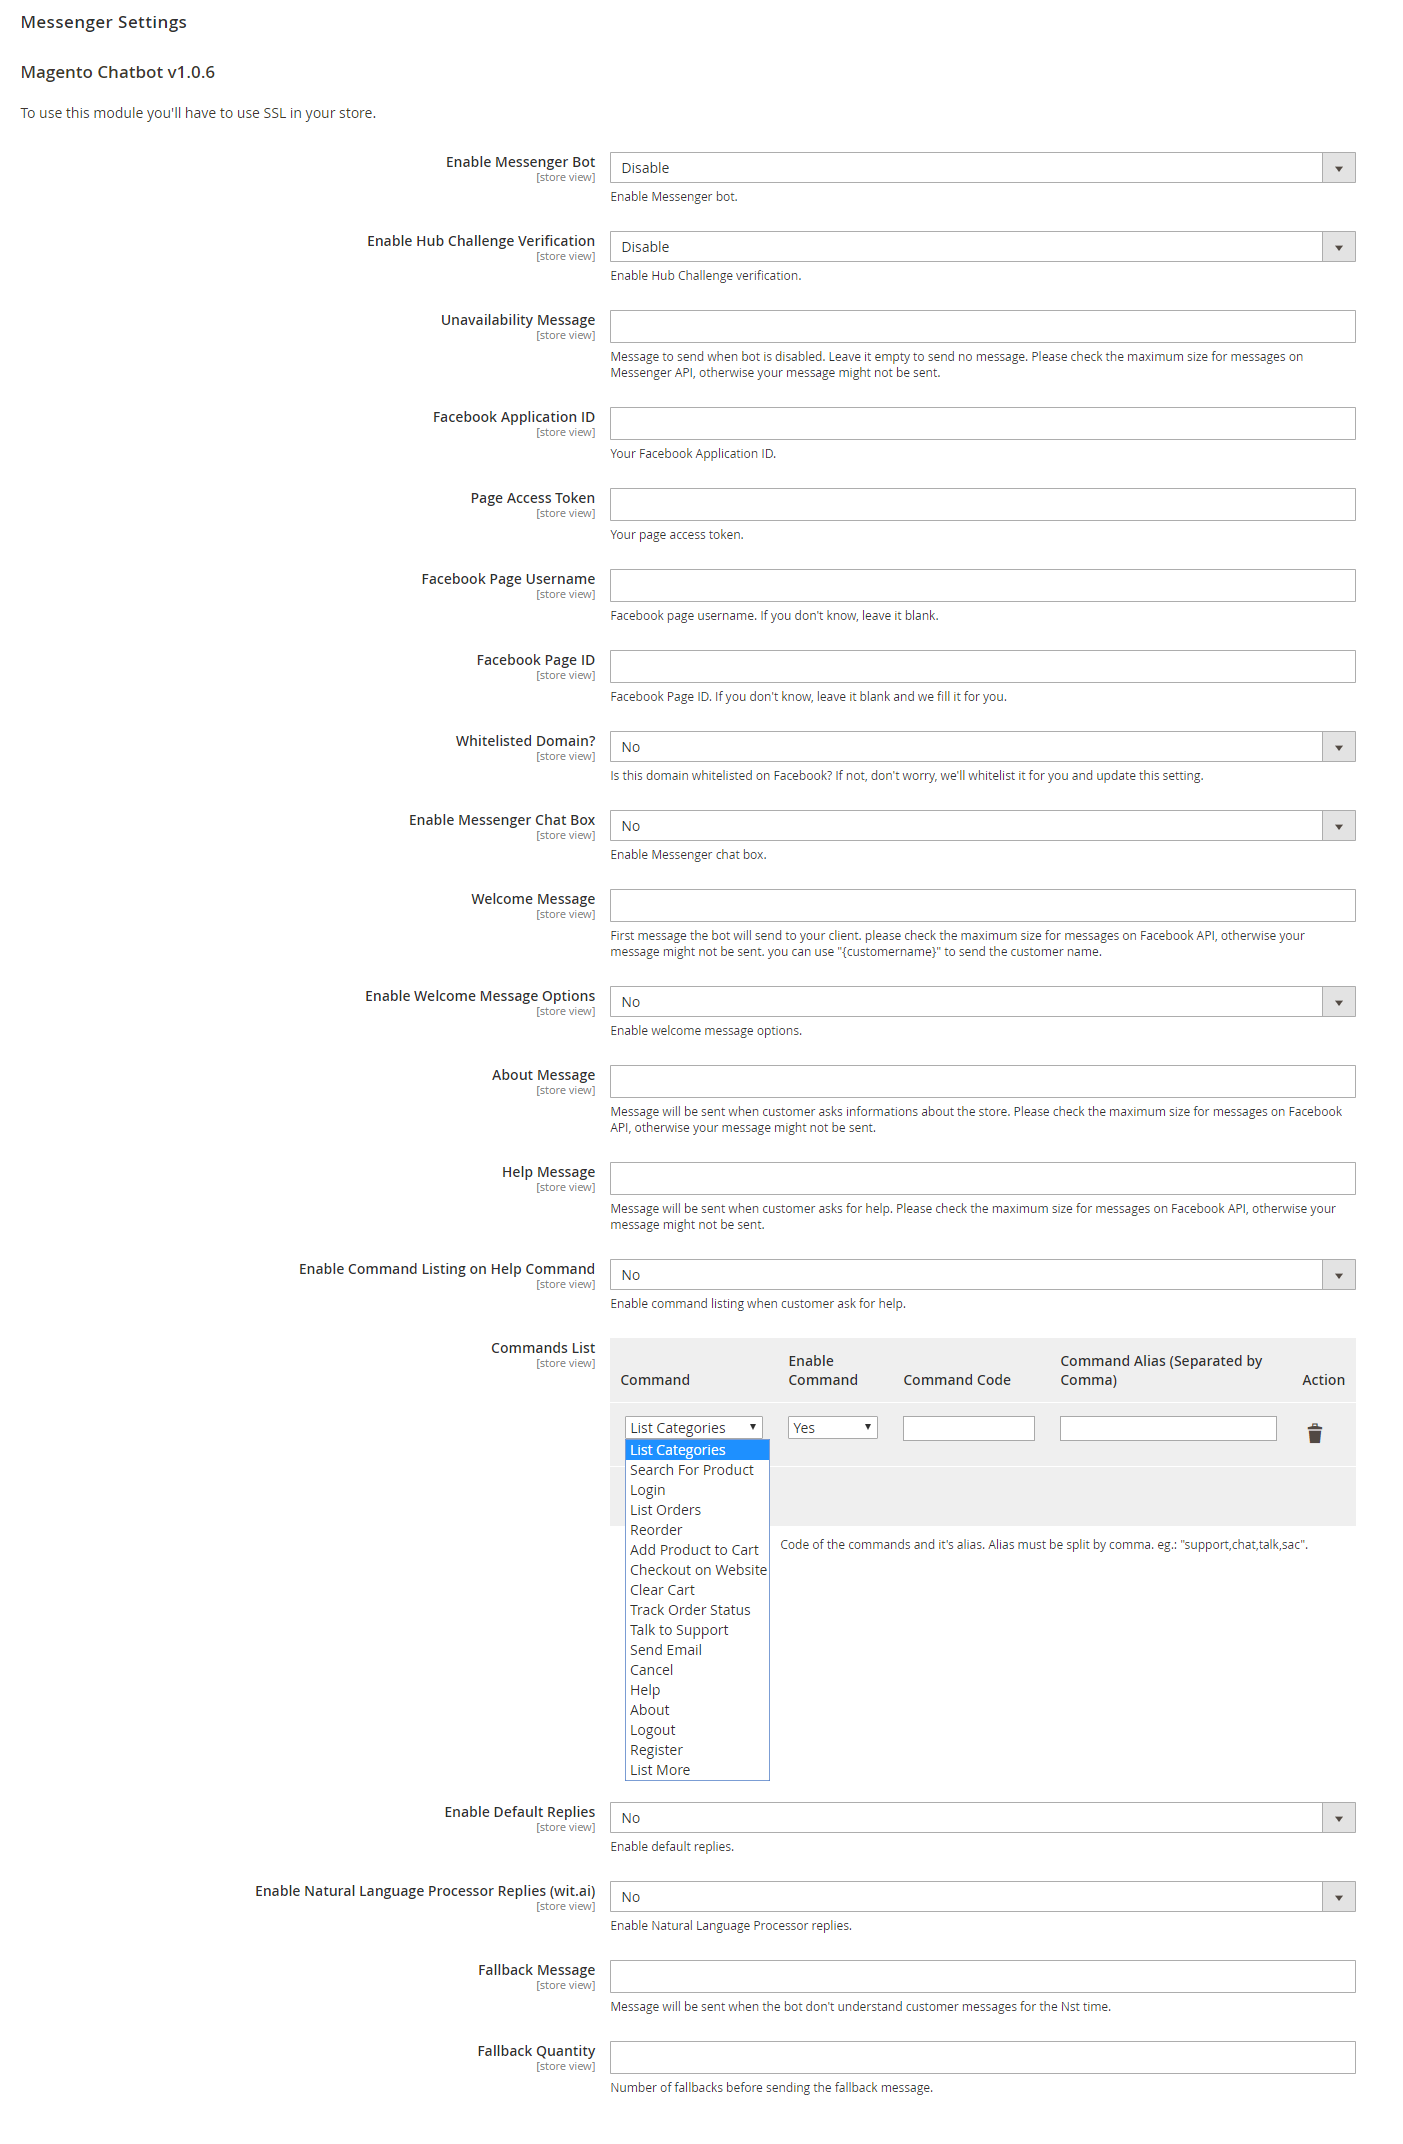 Messenger Settings
Magento Chatbot v1.0.6
To use this module you'll have to use SSL in your store.
Enable Messenger Bot
[store view]
Disable
Enable Messenger bot.
Enable Hub Challenge Verification
[store view]
Disable
Enable Hub Challenge verification.
Unavailability Message
[store view]
Message to send when bot is disabled. Leave it empty to send no message. Please check the maximum size for messages on
Messenger API, otherwise your message might not be sent.
Facebook Application ID
[store view]
Your Facebook Application ID.
Page Access Token
[store view]
Your page access token.
Facebook Page Username
[store view]
Facebook page username. If you don't know, leave it blank.
Facebook Page ID
[store view]
Facebook Page ID. If you don't know, leave it blank and we fill it for you.
Whitelisted Domain?
[store view]
No
Is this domain whitelisted on Facebook? If not, don't worry, we'll whitelist it for you and update this setting.
Enable Messenger Chat Box
[store view]
No
Enable Messenger chat box.
Welcome Message
[store view]
First message the bot will send to your client. please check the maximum size for messages on Facebook API, otherwise your
message might not be sent. you can use "{customername}" to send the customer name.
Enable Welcome Message Options
[store view]
No
Enable welcome message options.
About Message
[store view]
Message will be sent when customer asks informations about the store. Please check the maximum size for messages on Facebook
API, otherwise your message might not be sent.
Help Message
[store view]
Message will be sent when customer asks for help. Please check the maximum size for messages on Facebook API, otherwise your
message might not be sent.
Enable Command Listing on Help Command
[store view]
No
Enable command listing when customer ask for help.
Commands List
[store view]
Command
Enable
Command
Command Code
Command Alias (Separated by
Comma)
Action
List Categories
Yes
List Categories
Search For Product
Login
List Orders
Reorder
Add Product to Cart
Checkout on Website
Clear Cart
Track Order Status
Talk to Support
Send Email
Cancel
Help
About
Logout
Register
List More
Code of the commands and it's alias. Alias must be split by comma. eg.: "support,chat,talk,sac".
Enable Default Replies
[store view]
No
Enable default replies.
Enable Natural Language Processor Replies (wit.ai)
[store view]
No
Enable Natural Language Processor replies.
Fallback Message
[store view]
Message will be sent when the bot don't understand customer messages for the Nst time.
Fallback Quantity
[store view]
Number of fallbacks before sending the fallback message.